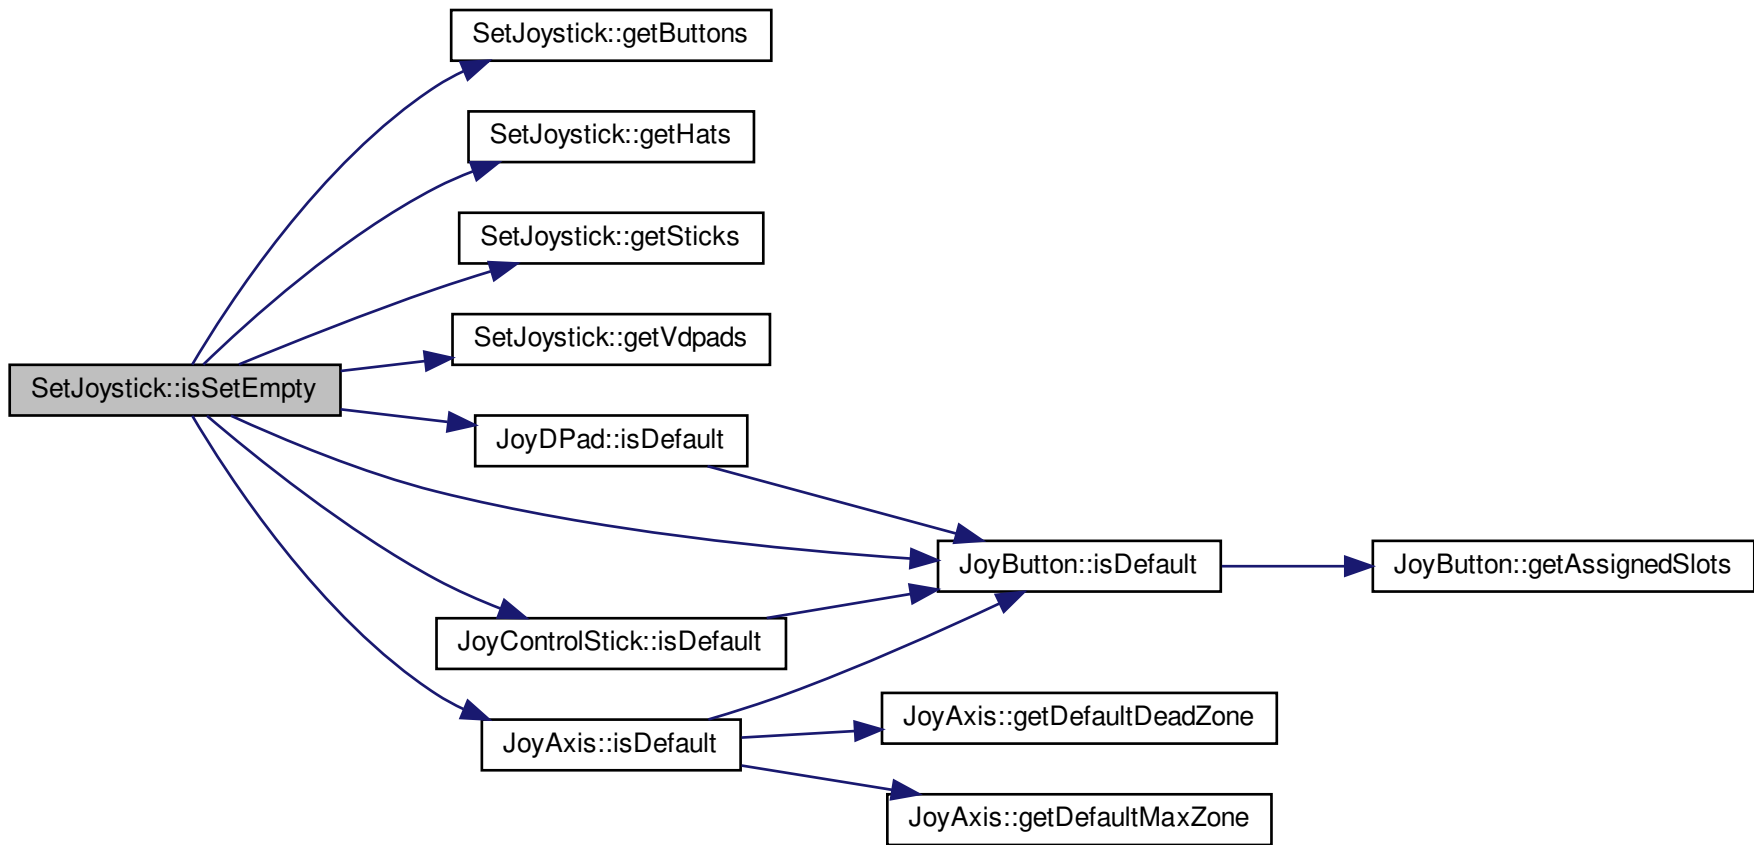 SetJoystick::getButtons
SetJoystick::getHats
SetJoystick::getSticks
SetJoystick::getVdpads
SetJoystick::isSetEmpty
JoyDPad::isDefault
JoyButton::isDefault
JoyButton::getAssignedSlots
JoyControlStick::isDefault
JoyAxis::getDefaultDeadZone
JoyAxis::isDefault
JoyAxis::getDefaultMaxZone